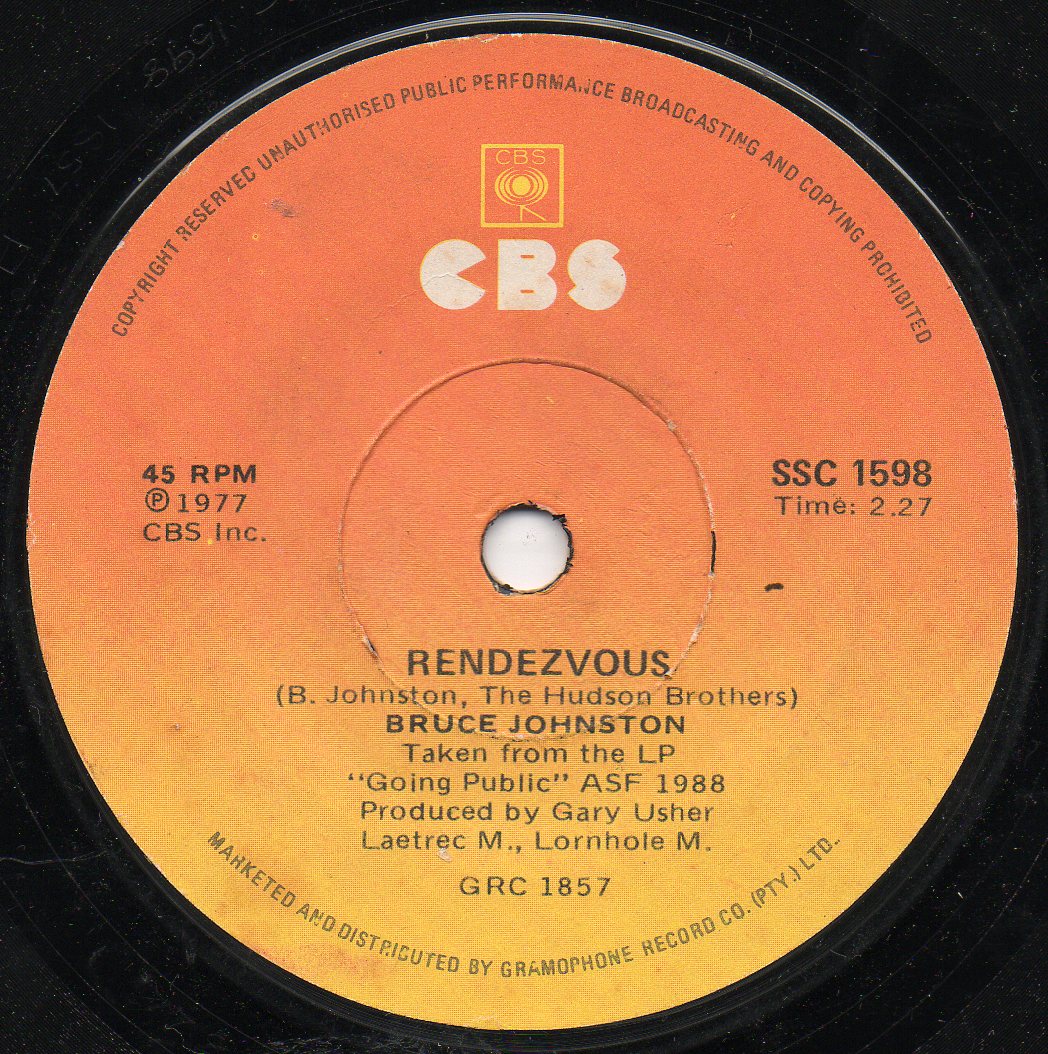 COPYRIGHT RESERVED UNAUTHORISED PUBLIC PERFORMANCE BROADCASTING AND COPYING PROHIBITED
CBS
CBS
45 RPM
Ⓟ 1977
CBS Inc.
SSC 1598
Time: 2.27
RENDEZVOUS
(B. Johnston, The Hudson Brothers)
BRUCE JOHNSTON
Taken from the LP
“Going Public” ASF 1988
Produced by Gary Usher
Laetrec M., Lornhole M.
GRC 1857
MARKETED AND DISTRIBUTED BY GRAMOPHONE RECORD CO. (PTY.) LTD.
1598